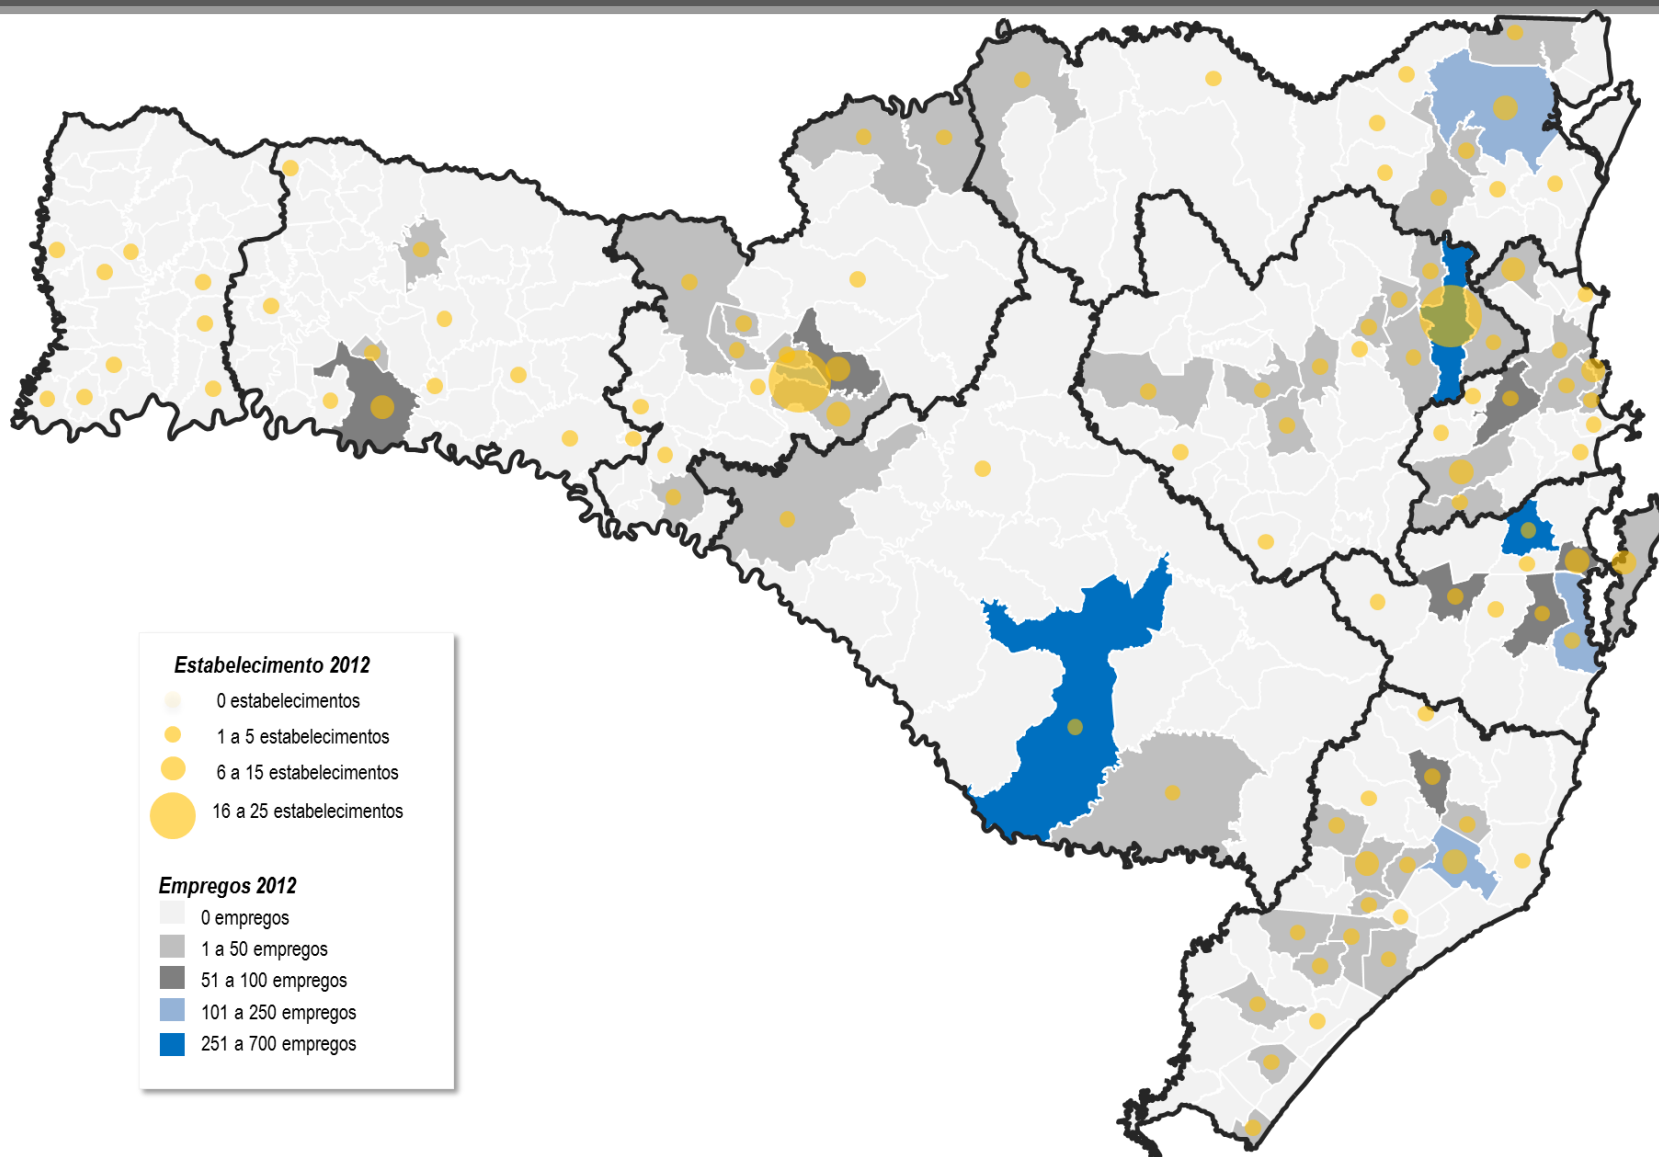 Estabelecimento 2012
0 estabelecimentos
1 a 5 estabelecimentos
6 a 15 estabelecimentos
16 a 25 estabelecimentos
Empregos 2012
0 empregos
1 a 50 empregos
51 a 100 empregos
101 a 250 empregos
251 a 700 empregos